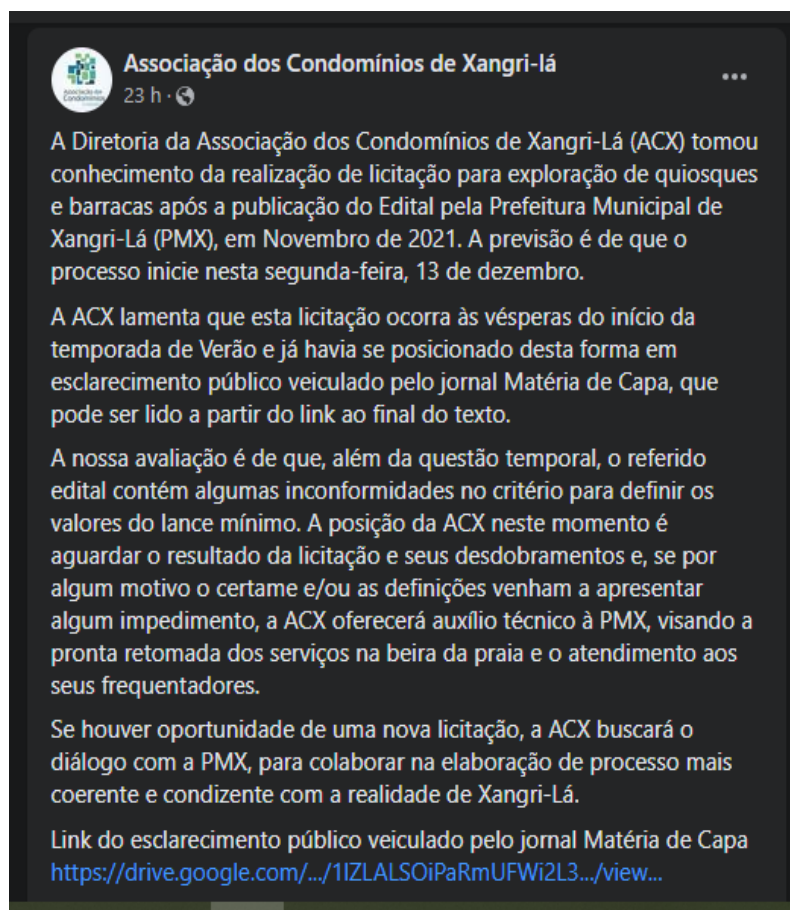 Associação dos Condomínios de Xangri-lá
23 h ·
A Diretoria da Associação dos Condomínios de Xangri-Lá (ACX) tomou
conhecimento da realização de licitação para exploração de quiosques
e barracas após a publicação do Edital pela Prefeitura Municipal de
Xangri-Lá (PMX), em Novembro de 2021. A previsão é de que o
processo inicie nesta segunda-feira, 13 de dezembro.
A ACX lamenta que esta licitação ocorra às vésperas do início da
temporada de Verão e já havia se posicionado desta forma em
esclarecimento público veiculado pelo jornal Matéria de Capa, que
pode ser lido a partir do link ao final do texto.
A nossa avaliação é de que, além da questão temporal, o referido
edital contém algumas inconformidades no critério para definir os
valores do lance mínimo. A posição da ACX neste momento é
aguardar o resultado da licitação e seus desdobramentos e, se por
algum motivo o certame e/ou as definições venham a apresentar
algum impedimento, a ACX oferecerá auxílio técnico à PMX, visando a
pronta retomada dos serviços na beira da praia e o atendimento aos
seus frequentadores.
Se houver oportunidade de uma nova licitação, a ACX buscará o
diálogo com a PMX, para colaborar na elaboração de processo mais
coerente e condizente com a realidade de Xangri-Lá.
Link do esclarecimento público veiculado pelo jornal Matéria de Capa
https://drive.google.com/.../1IZLALSOiPaRmUFWi2L3.../view...